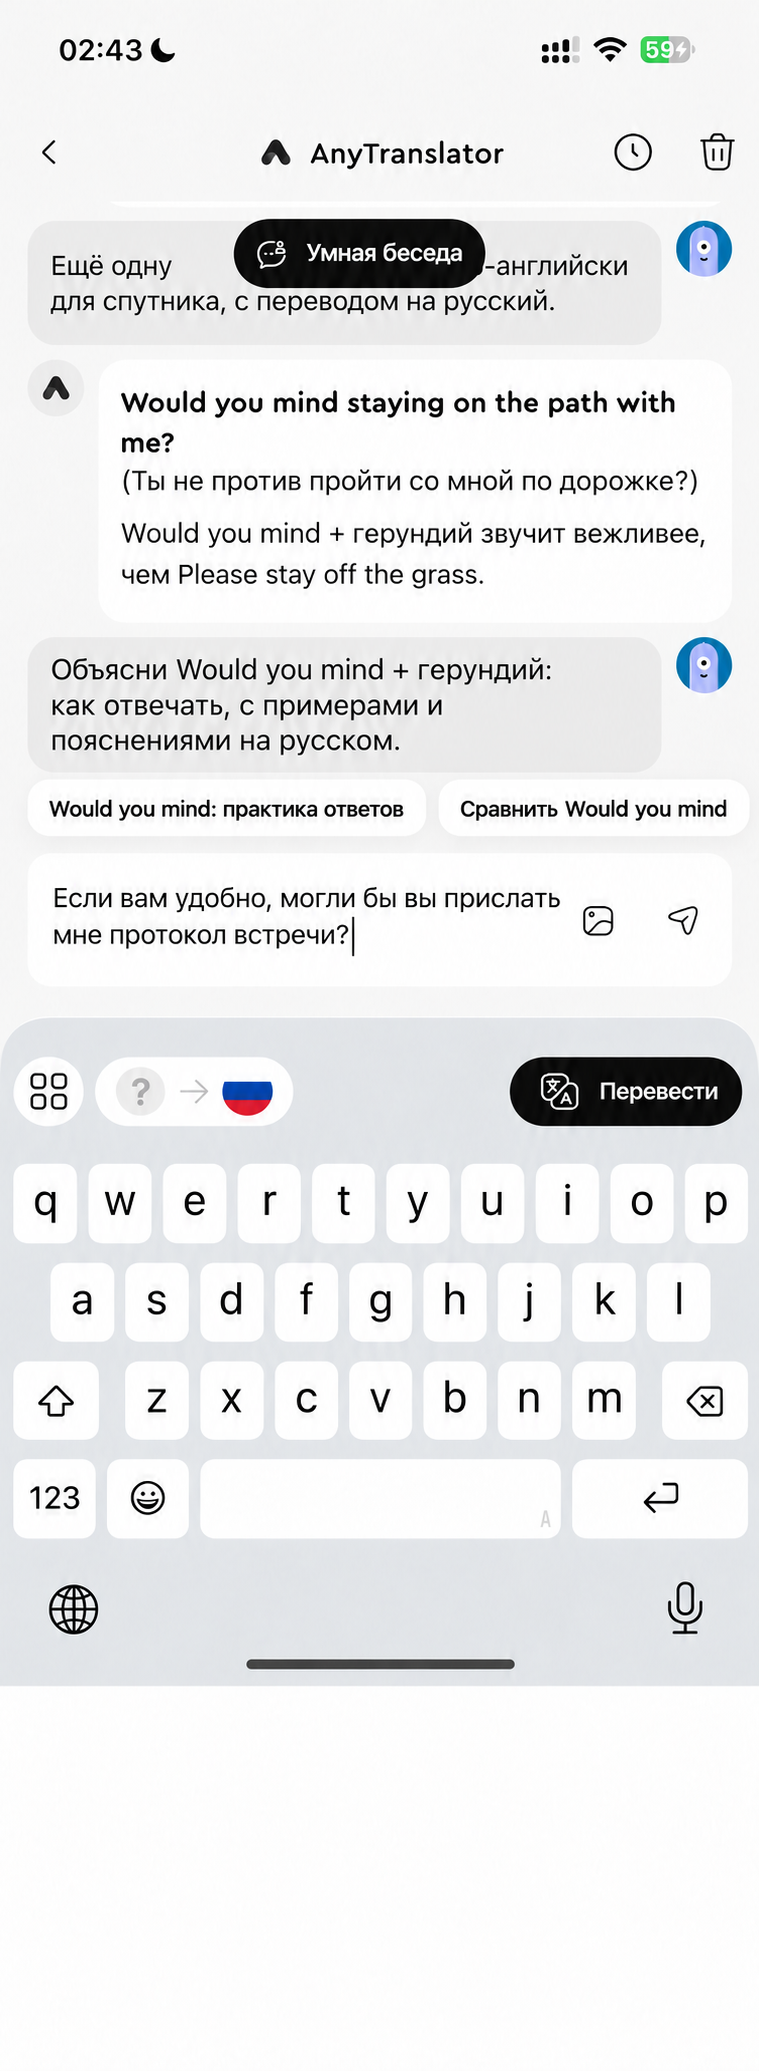 02:43
59
AnyTranslator
Умная беседа
Ещё одну -английски
для спутника, с переводом на русский.
Would you mind staying on the path with
me?
(Ты не против пройти со мной по дорожке?)
Would you mind + герундий звучит вежливее,
чем Please stay off the grass.
Объясни Would you mind + герундий:
как отвечать, с примерами и
пояснениями на русском.
Would you mind: практика ответов
Сравнить Would you mind
Если вам удобно, могли бы вы прислать
мне протокол встречи?
? →
Перевести
q w e r t y u i o p
a s d f g h j k l
z x c v b n m
123
A